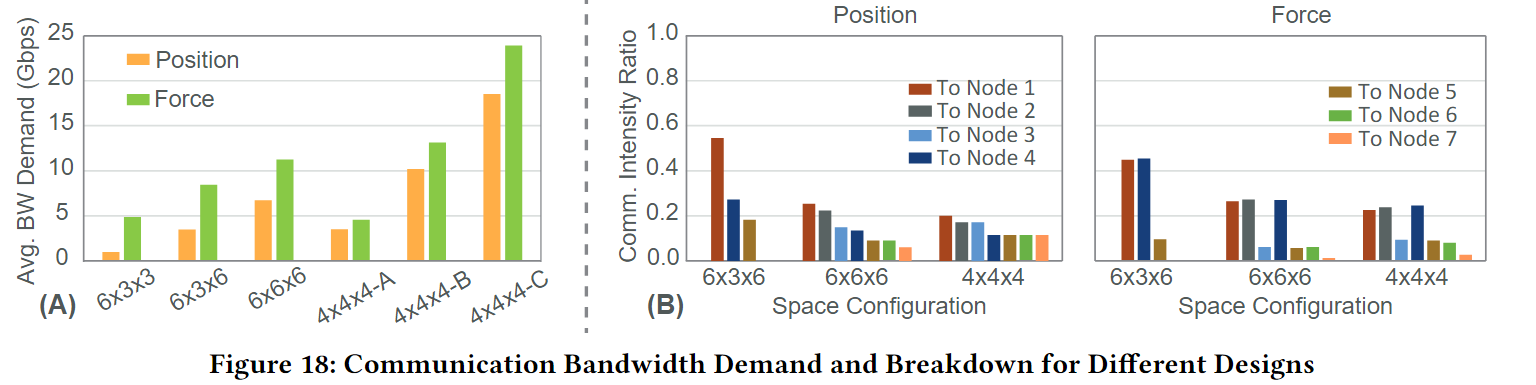 Avg. BW Demand (Gbps)
25
20
15
10
5
0
Position
Force
6x3x3
6x3x6
6x6x6
4x4x4-A
4x4x4-B
4x4x4-C
(A)
Position
Comm. Intensity Ratio
1.0
0.8
0.6
0.4
0.2
0.0
To Node 1
To Node 2
To Node 3
To Node 4
6x3x6
6x6x6
4x4x4
Space Configuration
(B)
Force
To Node 5
To Node 6
To Node 7
6x3x6
6x6x6
4x4x4
Space Configuration
Figure 18: Communication Bandwidth Demand and Breakdown for Different Designs